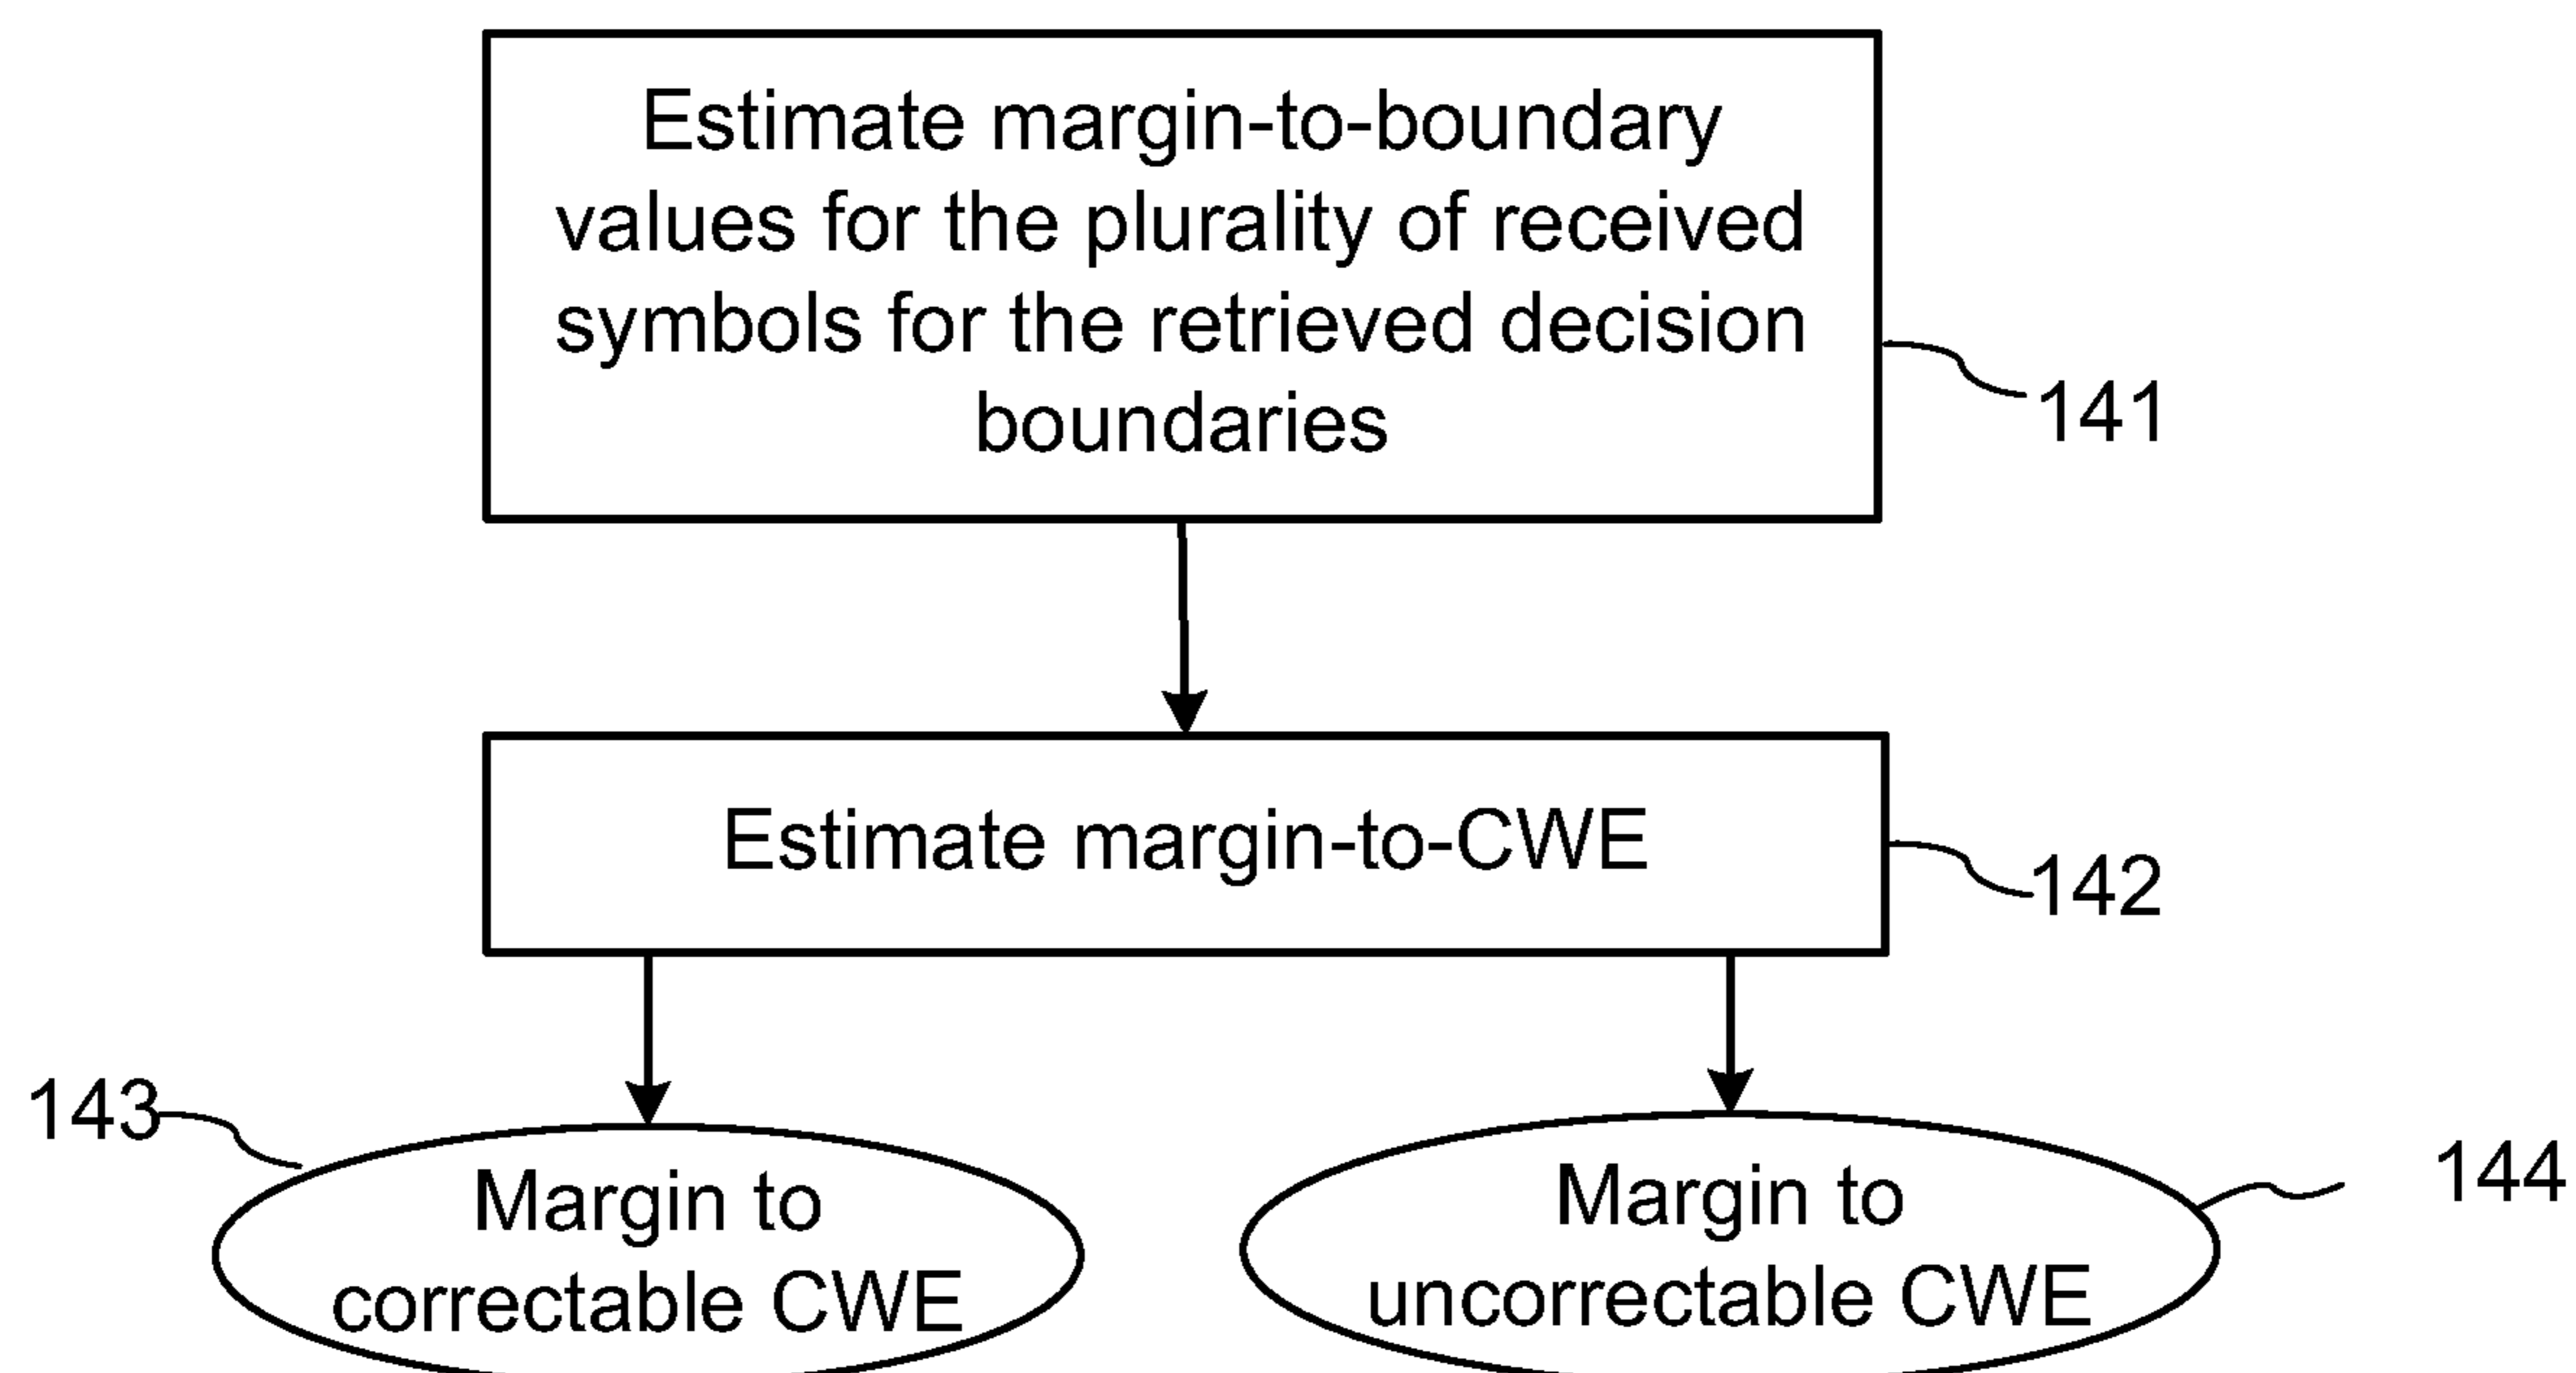 Estimate margin-to-boundary
values for the plurality of received
symbols for the retrieved decision
boundaries
141
Estimate margin-to-CWE
142
143
Margin to
correctable CWE
Margin to
uncorrectable CWE
144